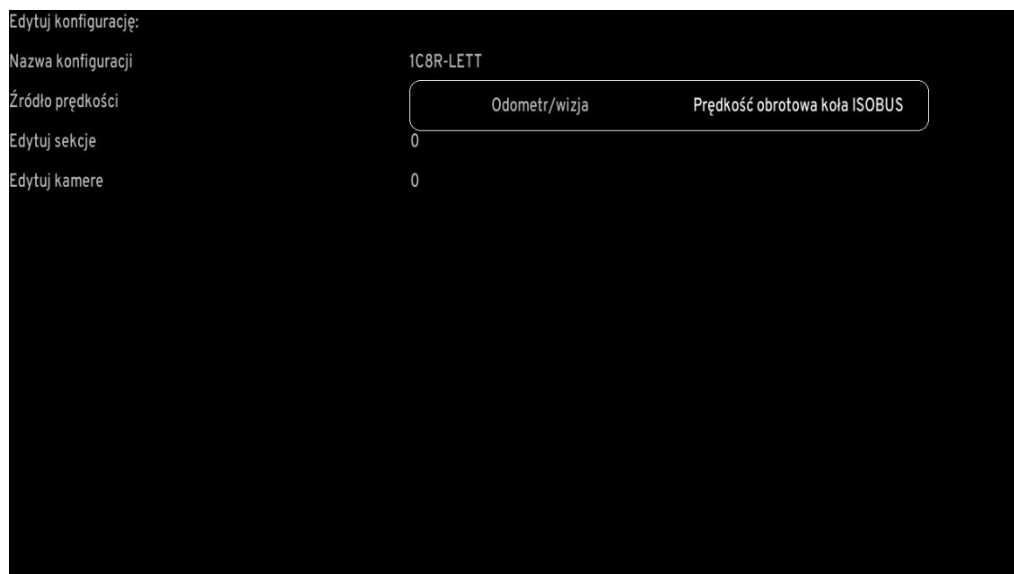 Edytuj konfigurację:
Nazwa konfiguracji 1C8R-LETT
Źródło prędkości Odometr/wizja Prędkość obrotowa koła ISOBUS
Edytuj sekcje 0
Edytuj kamere 0